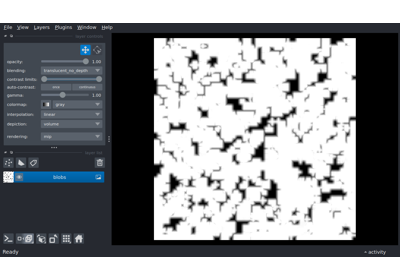 File View Layers Plugins Window Help
opacity: 1.00
blending: translucent_no_depth
contrast limits:
auto-contrast: once continuous
gamma: 1.00
colormap: gray
interpolation: linear
depiction: volume
rendering: mip
blobs
Ready activity